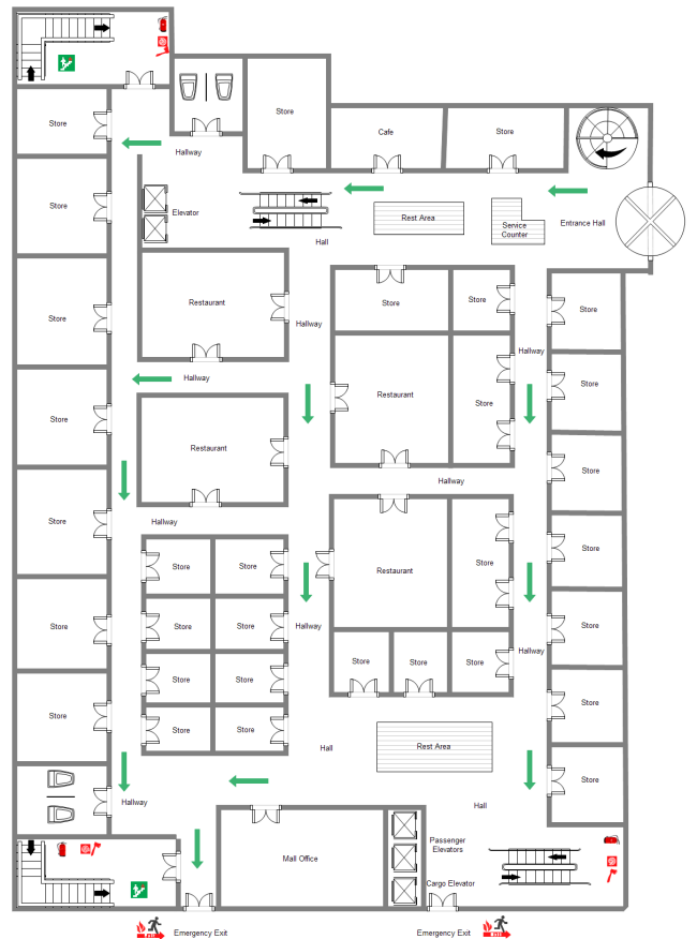 Store
Cafe
Store
Store
Hallway
Store
Elevator
Rest Area
Service
Counter
Entrance Hall
Hall
Restaurant
Store
Store
Store
Store
Hallway
Hallway
Store
Hallway
Restaurant
Store
Store
Store
Restaurant
Store
Hallway
Store
Hallway
Store
Store
Store
Store
Restaurant
Store
Store
Store
Hallway
Store
Store
Hallway
Store
Store
Store
Store
Store
Store
Store
Store
Store
Hall
Rest Area
Store
Hallway
Hall
Mall Office
Passenger
Elevators
Cargo Elevator
Emergency Exit
Emergency Exit